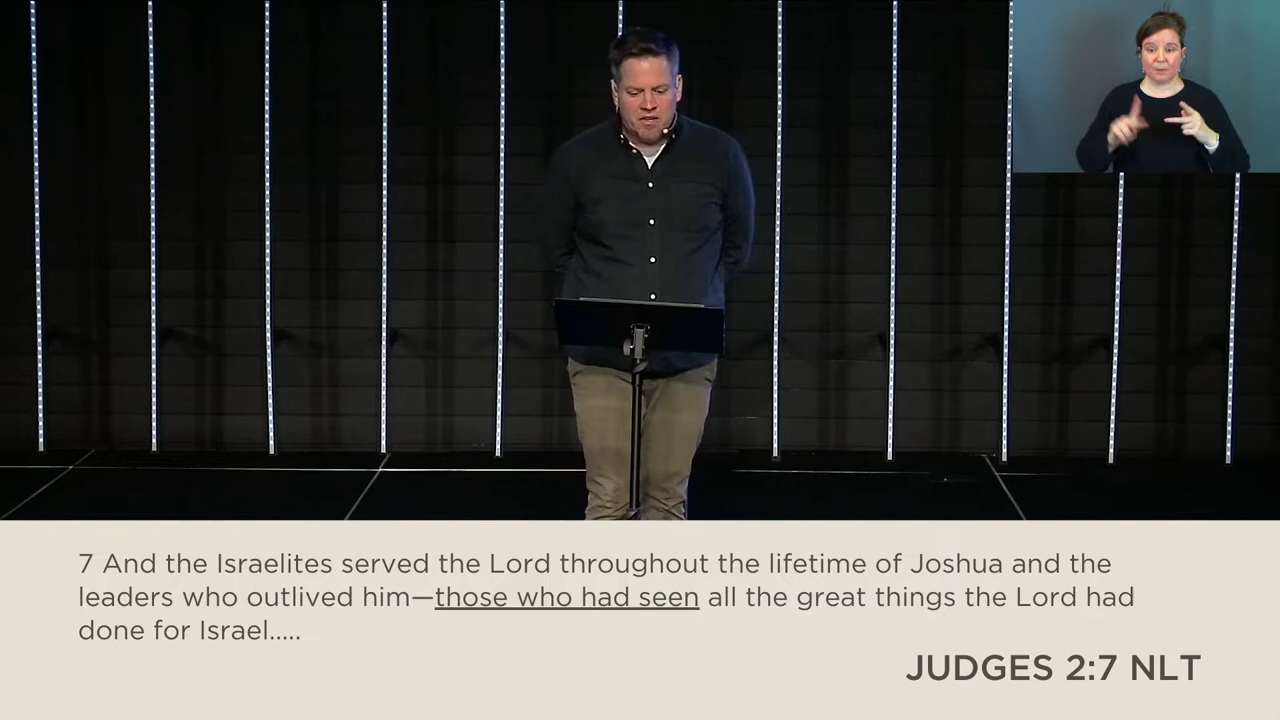 7 And the Israelites served the Lord throughout the lifetime of Joshua and the
leaders who outlived him—those who had seen all the great things the Lord had
done for Israel.....
JUDGES 2:7 NLT